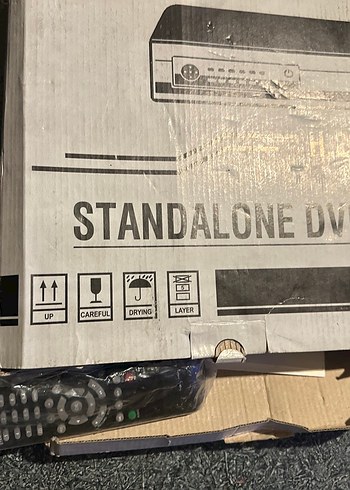 STANDALONE DV
UP
CAREFUL
DRYING
LAYER